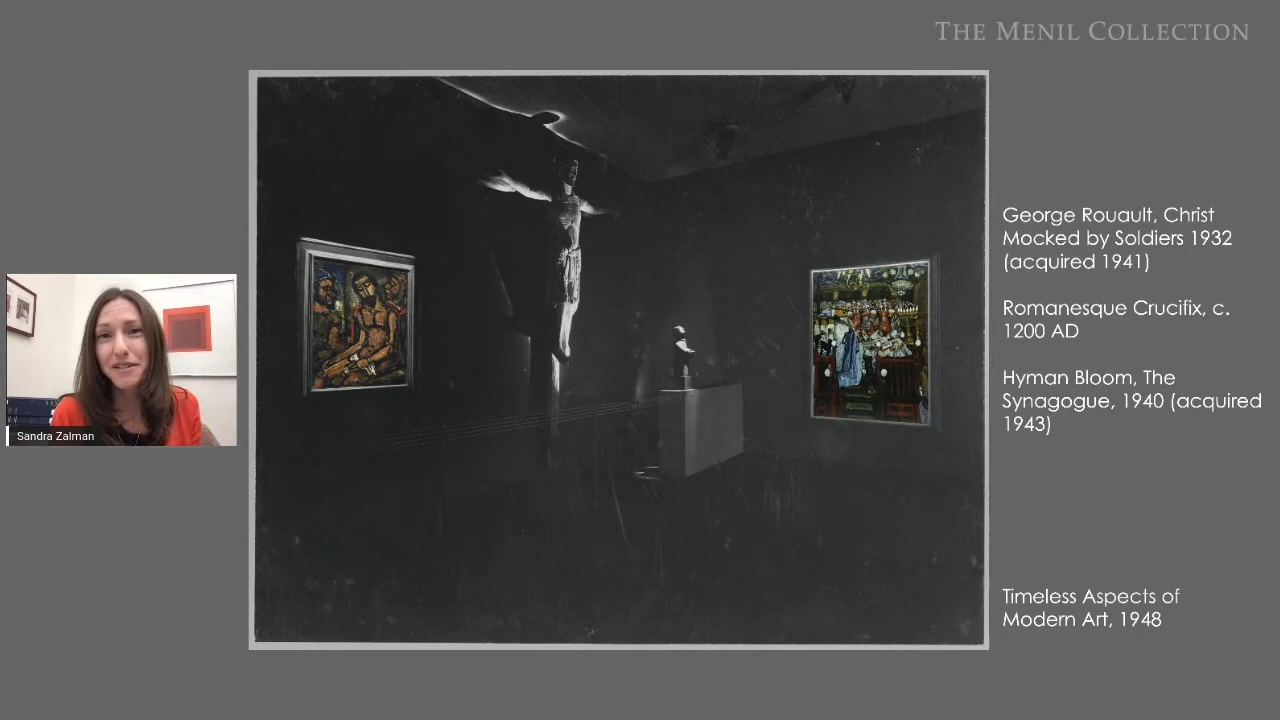 THE MENIL COLLECTION
George Rouault, Christ
Mocked by Soldiers 1932
(acquired 1941)
Romanesque Crucifix, c.
1200 AD
Hyman Bloom, The
Synagogue, 1940 (acquired
1943)
Sandra Zalman
Timeless Aspects of
Modern Art, 1948